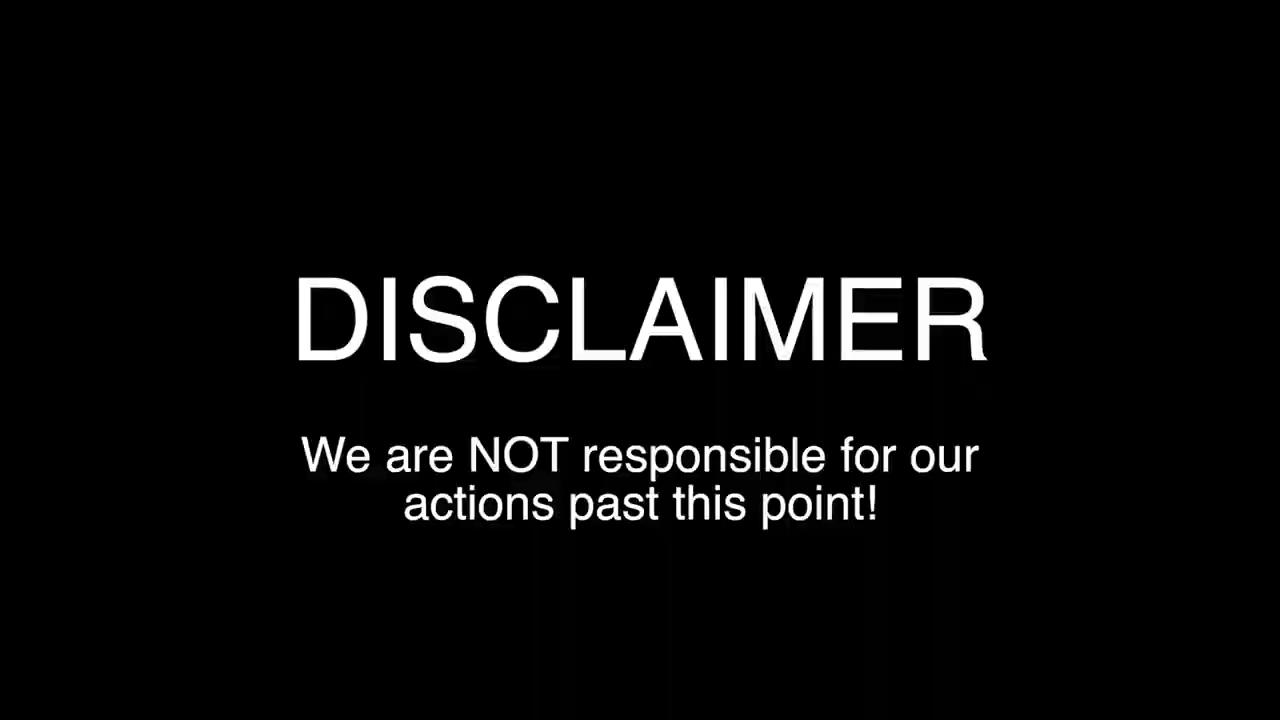 DISCLAIMER
We are NOT responsible for our
actions past this point!